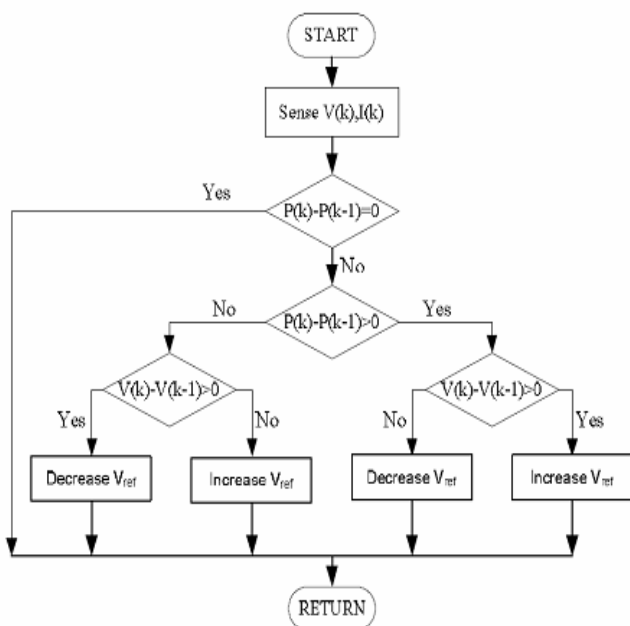 START
Sense V(k),I(k)
Yes
P(k)-P(k-1)=0
No
No
P(k)-P(k-1)>0
Yes
V(k)-V(k-1)>0
V(k)-V(k-1)>0
Yes
No
No
Yes
Decrease Vref
Increase Vref
Decrease Vref
Increase Vref
RETURN